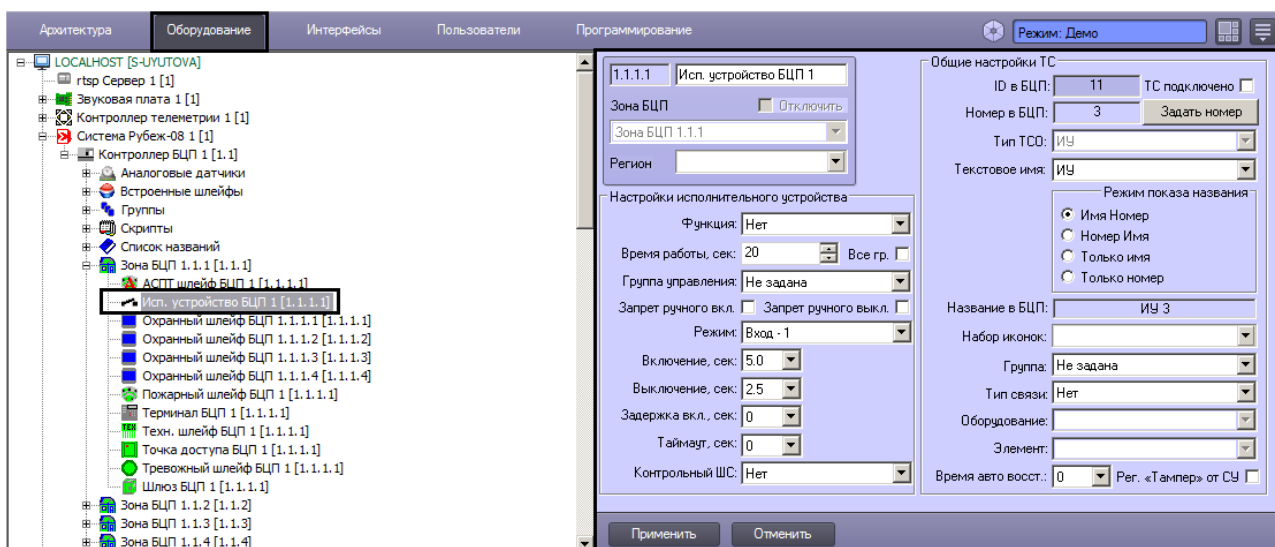 Архитектура Оборудование Интерфейсы Пользователи Программирование Режим: Демо
LOCALHOST [S-UYUTOVA]
rtsp Сервер 1 [1]
Звуковая плата 1 [1]
Контроллер телеметрии 1 [1]
Система Рубеж-08 1 [1]
Контроллер БЦП 1 [1.1]
Аналоговые датчики
Встроенные шлейфы
Группы
Скрипты
Список названий
Зона БЦП 1.1.1 [1.1.1]
АСПТ шлейф БЦП 1 [1.1.1.1]
Исп. устройство БЦП 1 [1.1.1.1]
Охранный шлейф БЦП 1.1.1.1 [1.1.1.1]
Охранный шлейф БЦП 1.1.1.2 [1.1.1.2]
Охранный шлейф БЦП 1.1.1.3 [1.1.1.3]
Охранный шлейф БЦП 1.1.1.4 [1.1.1.4]
Пожарный шлейф БЦП 1 [1.1.1.1]
Терминал БЦП 1 [1.1.1.1]
Техн. шлейф БЦП 1 [1.1.1.1]
Точка доступа БЦП 1 [1.1.1.1]
Тревожный шлейф БЦП 1 [1.1.1.1]
Шлюз БЦП 1 [1.1.1.1]
Зона БЦП 1.1.2 [1.1.2]
Зона БЦП 1.1.3 [1.1.3]
Зона БЦП 1.1.4 [1.1.4]
1.1.1.1 Исп. устройство БЦП 1
Зона БЦП Отключить
Зона БЦП 1.1.1
Регион
Настройки исполнительного устройства
Функция: Нет
Время работы, сек: 20 Все гр.
Группа управления: Не задана
Запрет ручного вкл. Запрет ручного выкл.
Режим: Вход - 1
Включение, сек: 5.0
Выключение, сек: 2.5
Задержка вкл., сек: 0
Таймаут, сек: 0
Контрольный ШС: Нет
Общие настройки ТС
ID в БЦП: 11 ТС подключено
Номер в БЦП: 3 Задать номер
Тип ТСО: ИУ
Текстовое имя: ИУ
Режим показа названия
Имя Номер
Номер Имя
Только имя
Только номер
Название в БЦП: ИУ 3
Набор иконок:
Группа: Не задана
Тип связи: Нет
Оборудование:
Элемент:
Время авто восст.: 0 Рег. «Тампер» от СУ
Применить Отменить